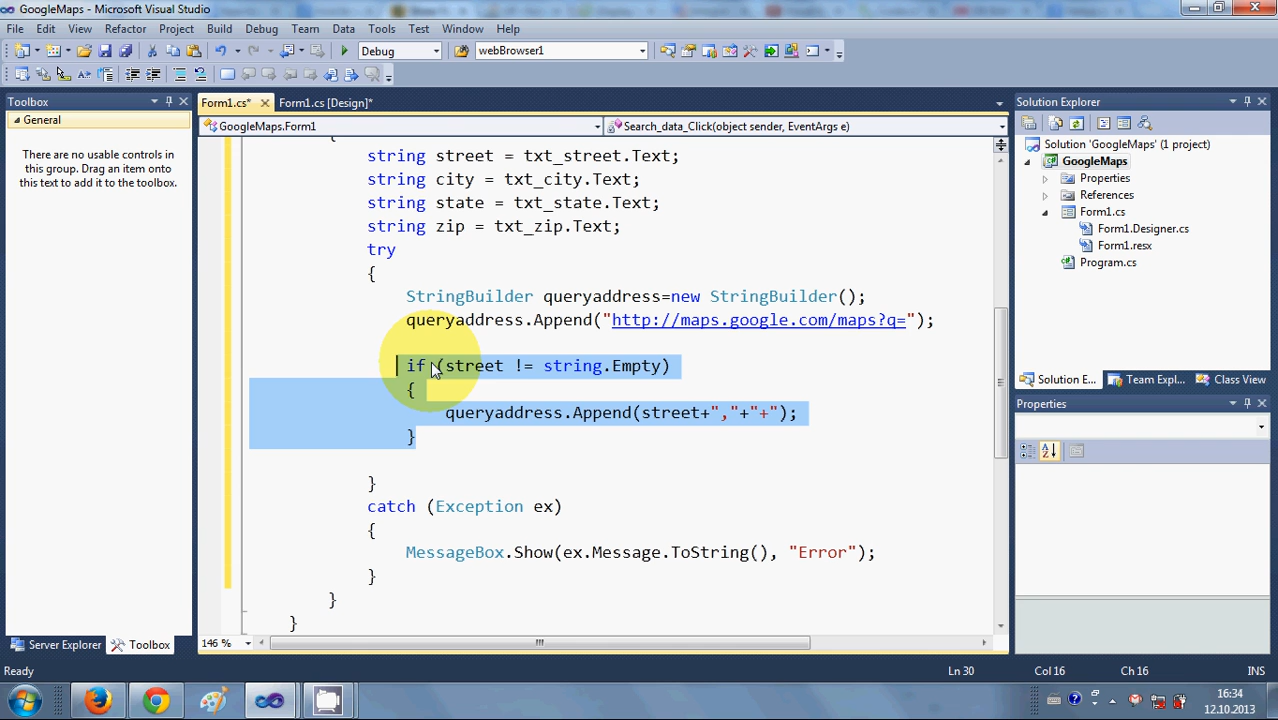 GoogleMaps - Microsoft Visual Studio
File Edit View Refactor Project Build Debug Team Data Tools Test Window Help
Debug webBrowser1
Toolbox
General
There are no usable controls in
this group. Drag an item onto
this text to add it to the toolbox.
Server Explorer Toolbox
Form1.cs* Form1.cs [Design]*
GoogleMaps.Form1 Search_data_Click(object sender, EventArgs e)
{
string street = txt_street.Text;
string city = txt_city.Text;
string state = txt_state.Text;
string zip = txt_zip.Text;
try
{
StringBuilder queryaddress=new StringBuilder();
queryaddress.Append("http://maps.google.com/maps?q=");
if (street != string.Empty)
{
queryaddress.Append(street+","+"+");
}
}
catch (Exception ex)
{
MessageBox.Show(ex.Message.ToString(), "Error");
}
}
}
146 %
Solution Explorer
Solution 'GoogleMaps' (1 project)
GoogleMaps
Properties
References
Form1.cs
Form1.Designer.cs
Form1.resx
Program.cs
Solution E... Team Expl... Class View
Properties
Ready Ln 30 Col 16 Ch 16 INS
16:34
12.10.2013